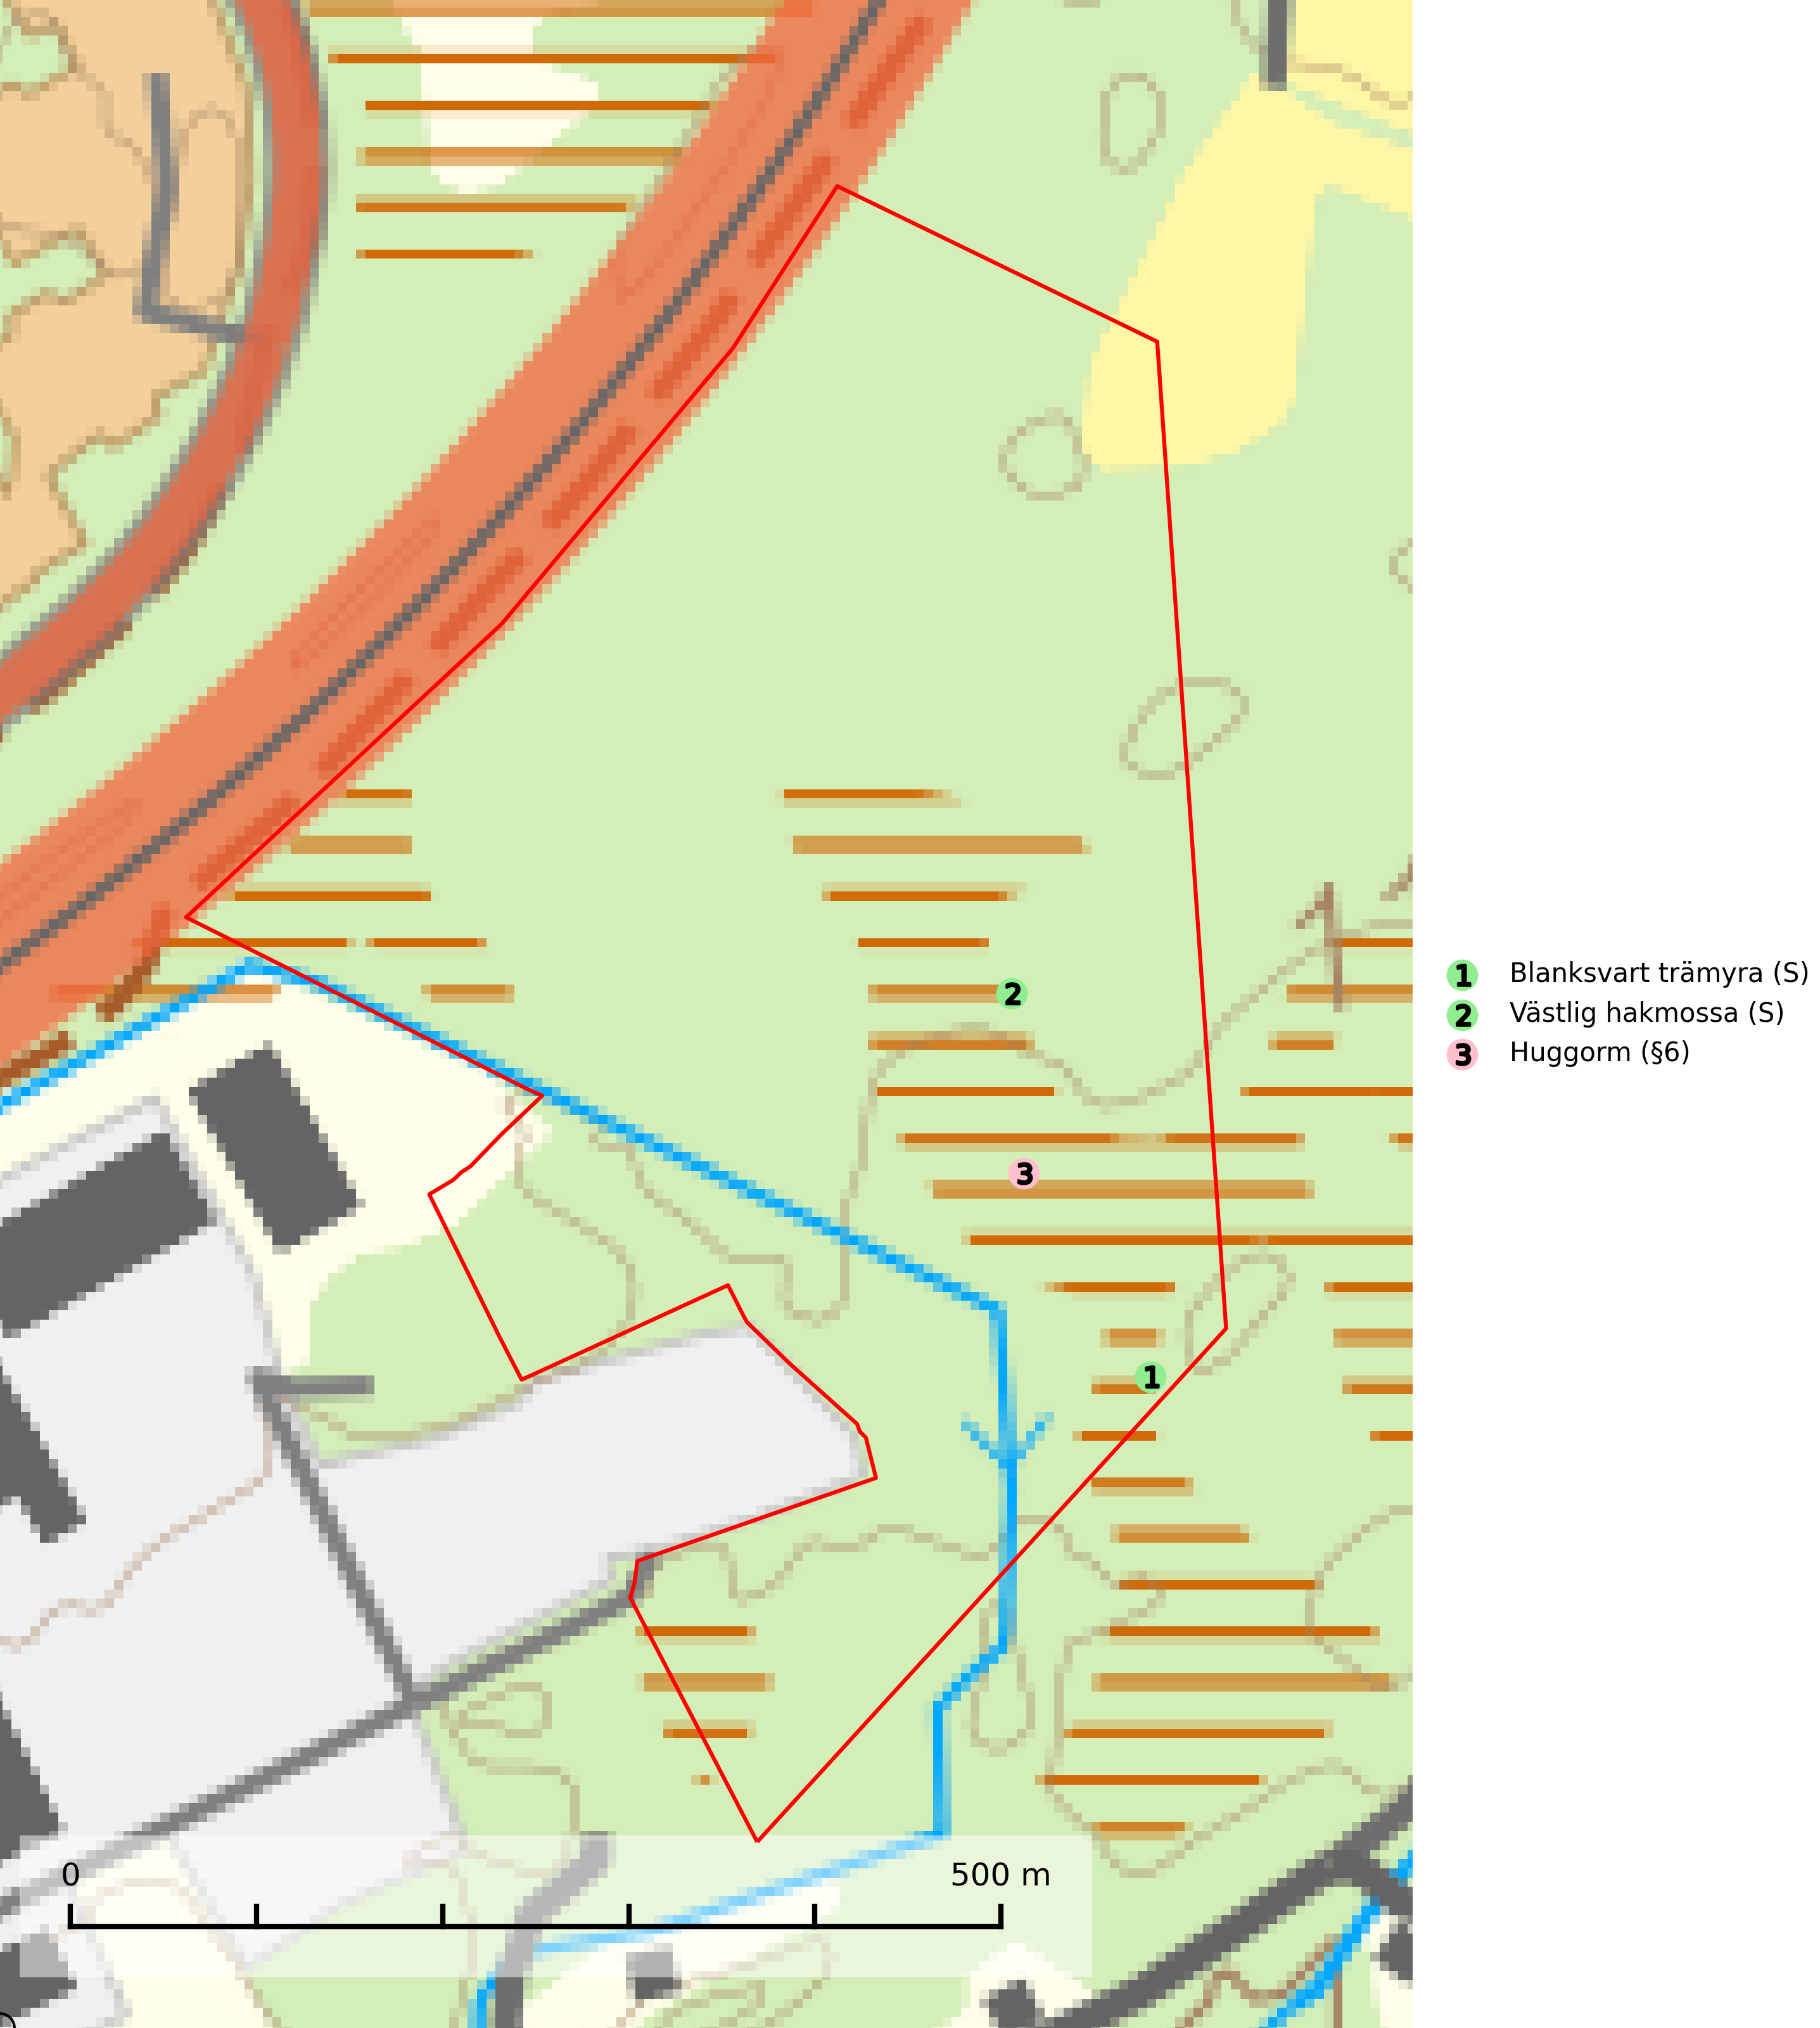 1 Blanksvart trämyra (S)
2 Västlig hakmossa (S)
3 Huggorm (§6)
2
3
1
0 500 m